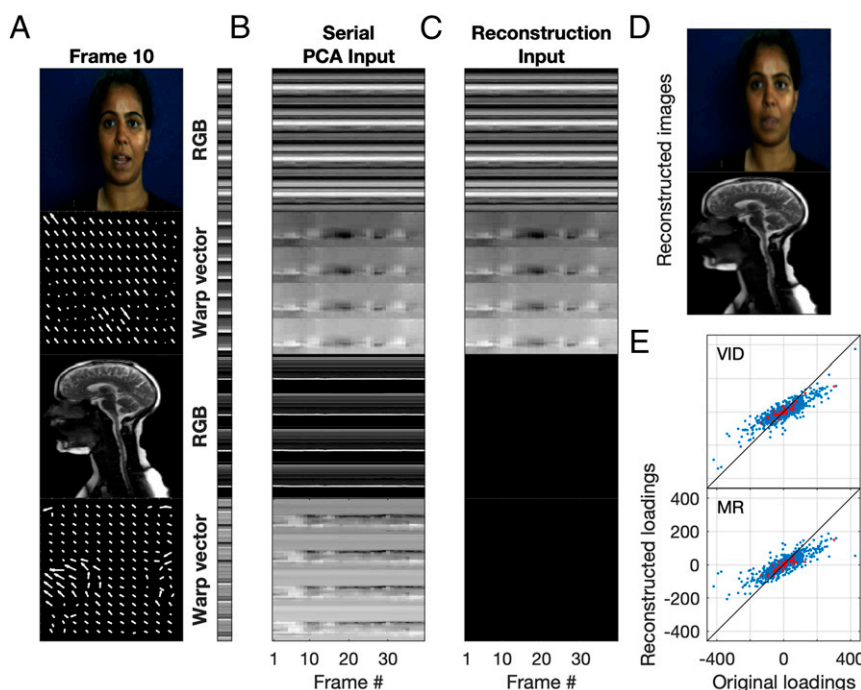 A
Frame 10
RGB
Warp vector
RGB
Warp vector
B
Serial
PCA Input
1 10 20 30
Frame #
C
Reconstruction
Input
1 10 20 30
Frame #
D
Reconstructed images
E
VID
MR
400
200
0
-200
-400
-400 0 400
Reconstructed loadings
Original loadings